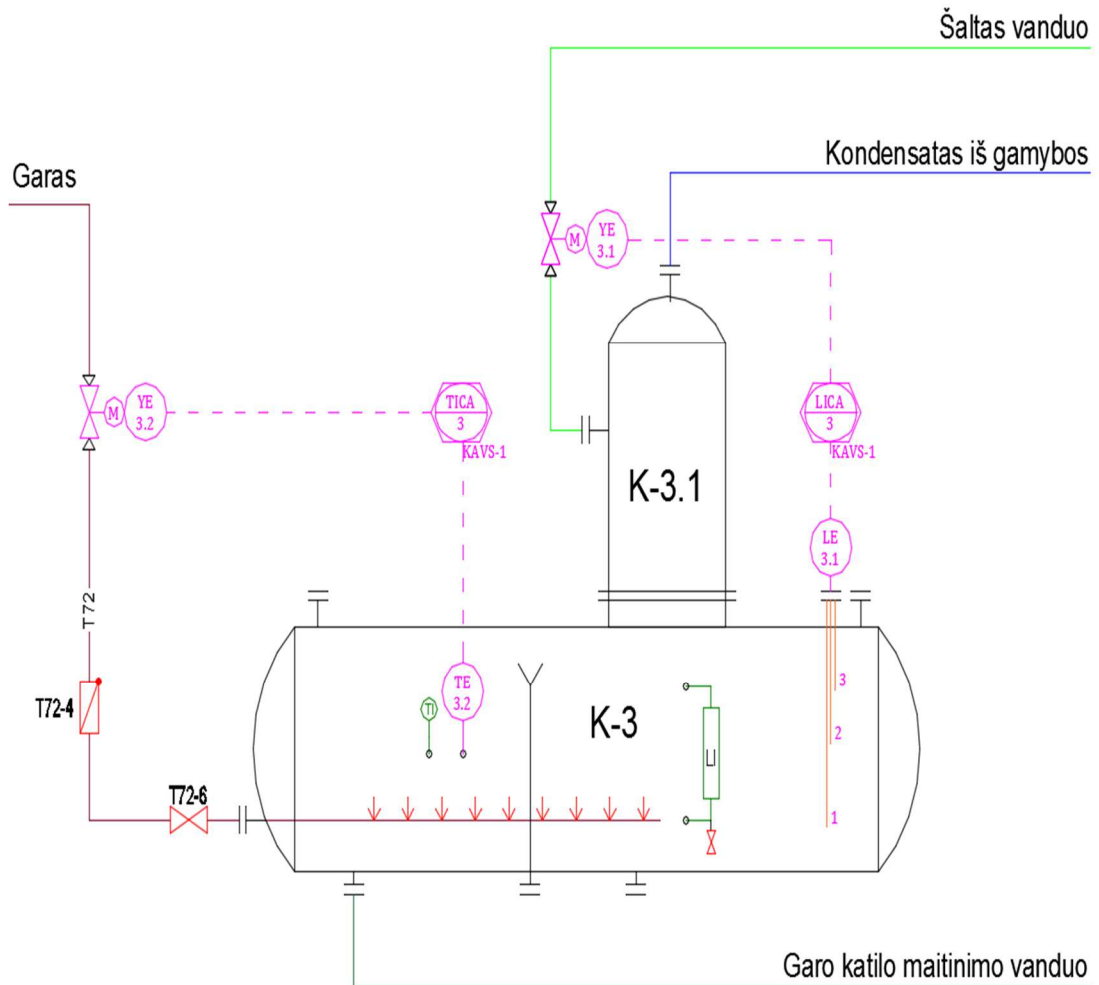 Šaltas vanduo
Kondensatas iš gamybos
Garas
M
YE
3.1
M
YE
3.2
TICA
3
KAVS-1
LICA
3
KAVS-1
K-3.1
LE
3.1
T72
T72-4
TI
TE
3.2
K-3
LI
3
2
1
T72-6
Garo katilo maitinimo vanduo